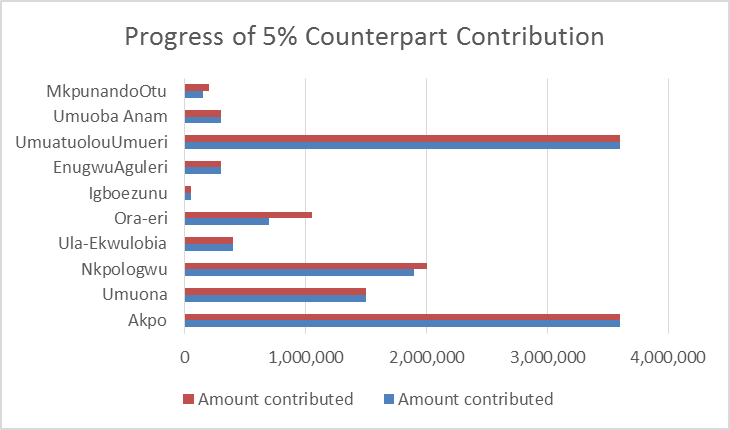 Progress of 5% Counterpart Contribution
MkpunandoOtu
Umuoba Anam
UmuatuolouUmueri
EnugwuAguleri
Igboezunu
Ora-eri
Ula-Ekwulobia
Nkpologwu
Umuona
Akpo
0 1,000,000 2,000,000 3,000,000 4,000,000
Amount contributed Amount contributed